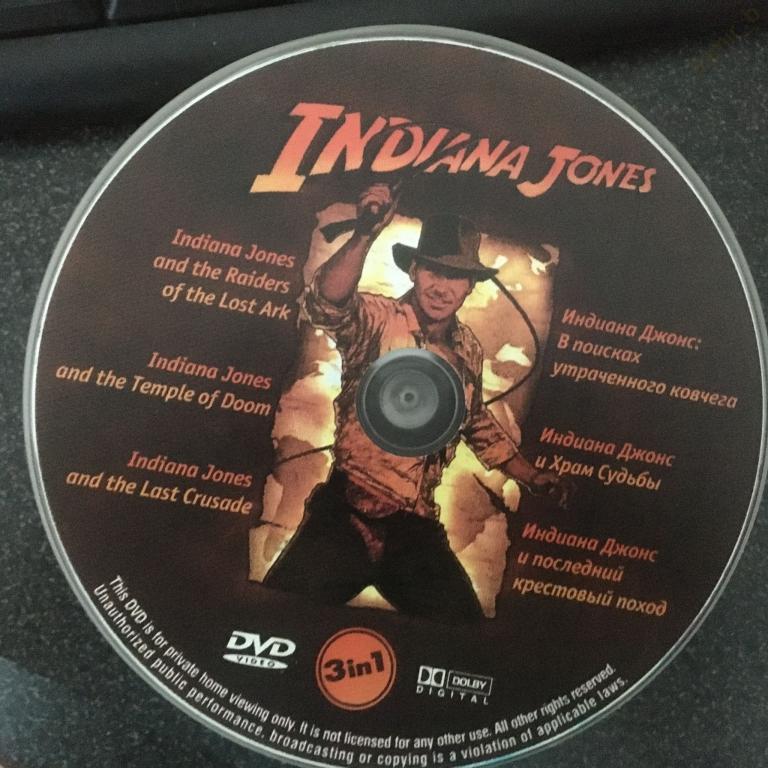 INDIANA JONES
Indiana Jones
and the Raiders
of the Lost Ark
Indiana Jones
and the Temple of Doom
Indiana Jones
and the Last Crusade
Индиана Джонс:
В поисках
утраченного ковчега
Индиана Джонс
и Храм Судьбы
Индиана Джонс
и последний
крестовый поход
DVD
VIDEO
3in1
DOLBY
DIGITAL
This DVD is for private home viewing only. It is not licensed for any other use. All other rights reserved.
Unauthorized public performance, broadcasting or copying is a violation of applicable laws.